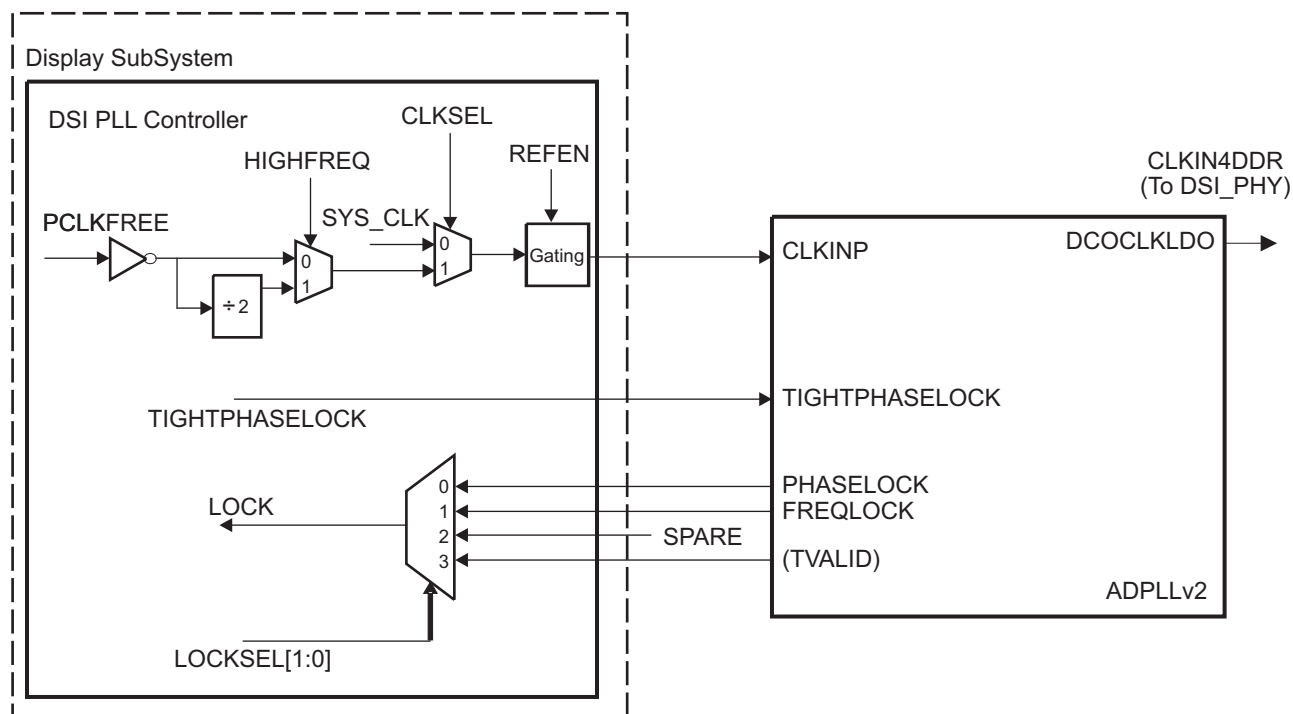 Display SubSystem
DSI PLL Controller
CLKSEL
HIGHFREQ
REFEN
PCLKFREE
SYS_CLK
0
1
÷2
0
1
Gating
CLKIN4DDR
(To DSI_PHY)
CLKINP
DCOCLKLDO
TIGHTPHASELOCK
TIGHTPHASELOCK
LOCK
0
1
2
3
PHASELOCK
FREQLOCK
SPARE
(TVALID)
ADPLLv2
LOCKSEL[1:0]